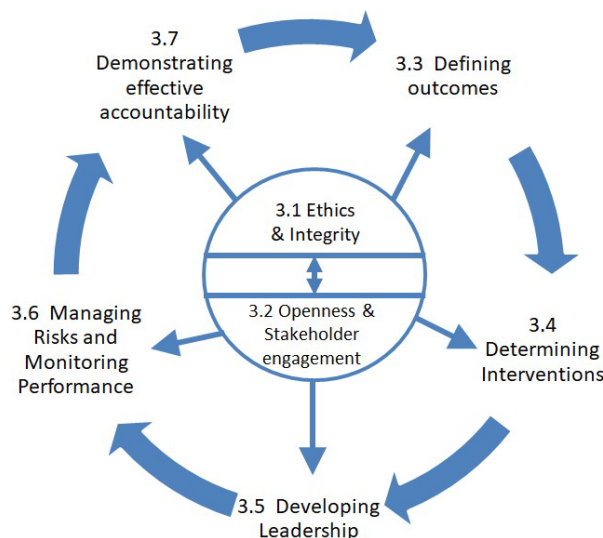 3.7
Demonstrating
effective
accountability
3.3 Defining
outcomes
3.1 Ethics
& Integrity
3.2 Openness &
Stakeholder
engagement
3.4
Determining
Interventions
3.6 Managing
Risks and
Monitoring
Performance
3.5 Developing
Leadership